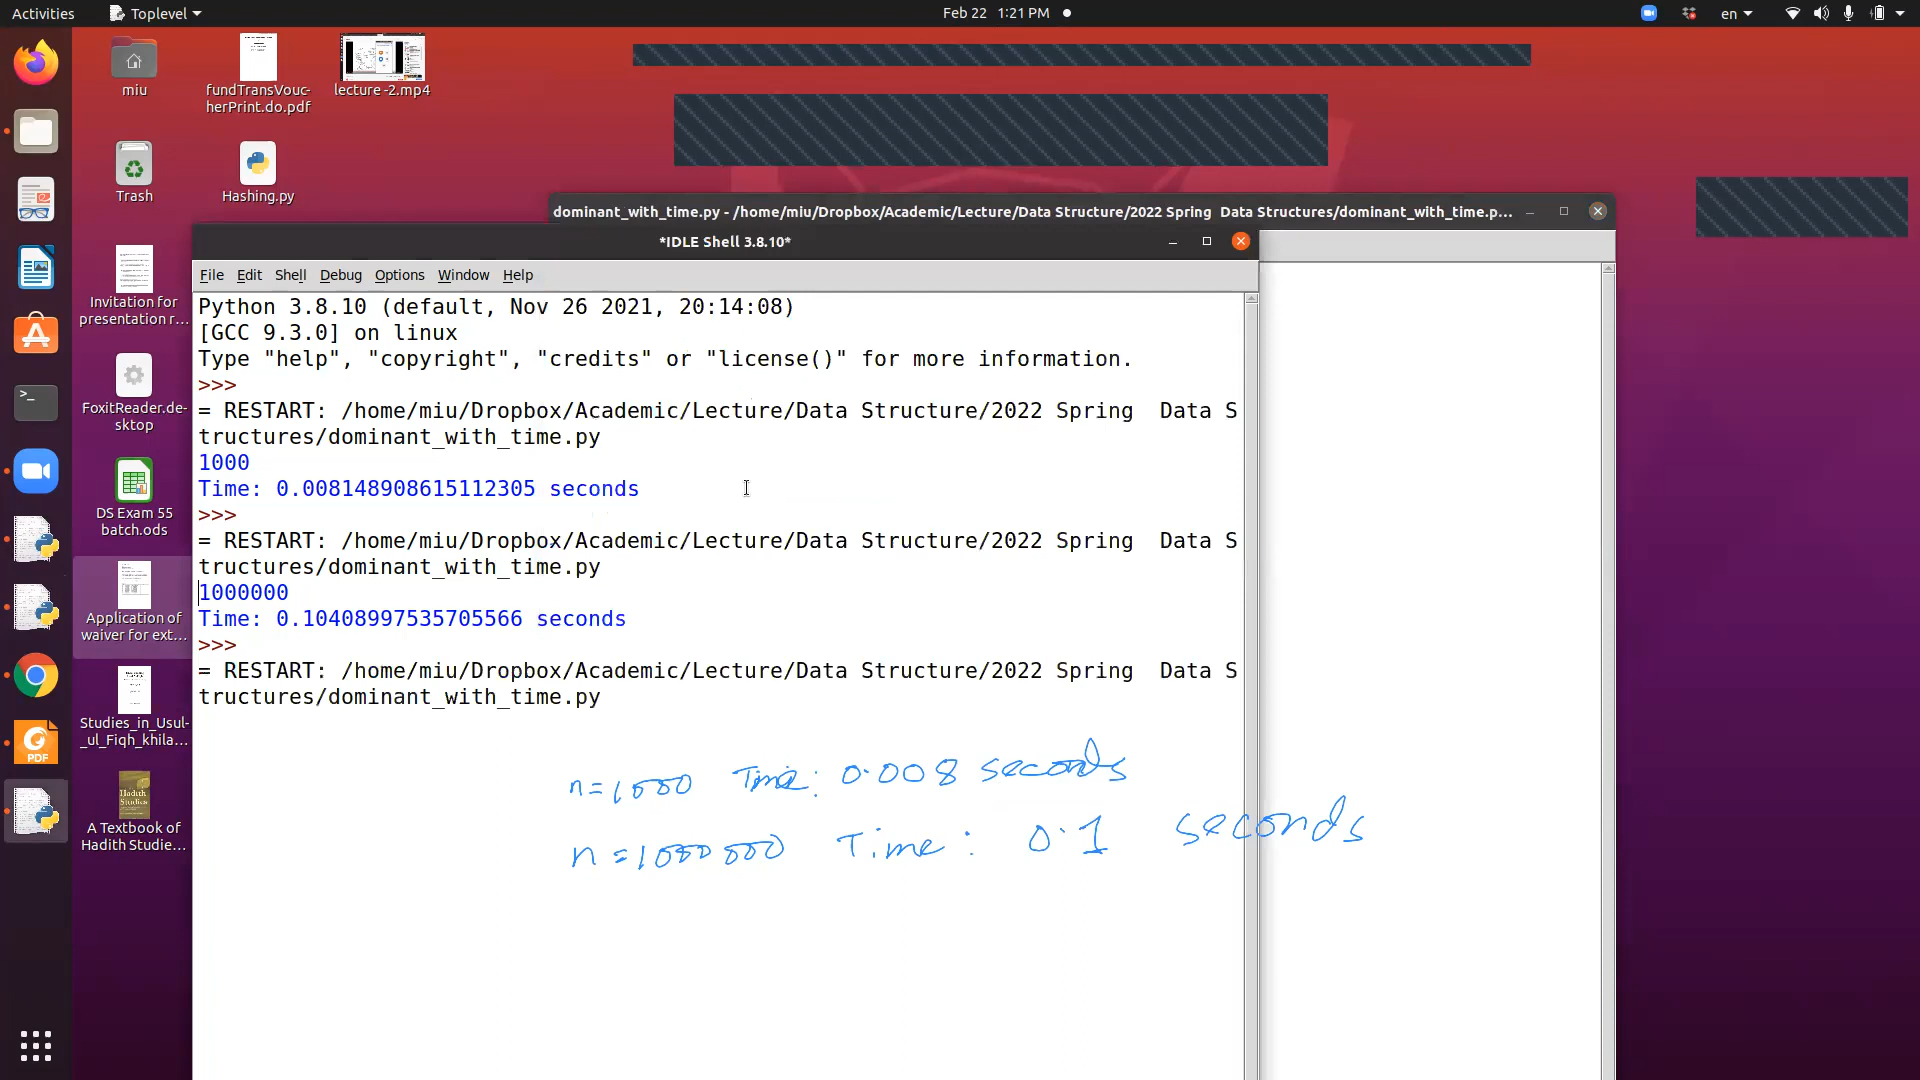 Activities
Toplevel
Feb 22 1:21 PM
en
miu
fundTransVouc-
herPrint.do.pdf
lecture -2.mp4
Trash
Hashing.py
dominant_with_time.py - /home/miu/Dropbox/Academic/Lecture/Data Structure/2022 Spring  Data Structures/dominant_with_time.p...
*IDLE Shell 3.8.10*
File Edit Shell Debug Options Window Help
Python 3.8.10 (default, Nov 26 2021, 20:14:08)
[GCC 9.3.0] on linux
Type "help", "copyright", "credits" or "license()" for more information.
>>>
= RESTART: /home/miu/Dropbox/Academic/Lecture/Data Structure/2022 Spring  Data S
tructures/dominant_with_time.py
1000
Time: 0.008148908615112305 seconds
>>>
= RESTART: /home/miu/Dropbox/Academic/Lecture/Data Structure/2022 Spring  Data S
tructures/dominant_with_time.py
1000000
Time: 0.10408997535705566 seconds
>>>
= RESTART: /home/miu/Dropbox/Academic/Lecture/Data Structure/2022 Spring  Data S
tructures/dominant_with_time.py
n=1000 Time: 0.008 seconds
n=1000000 Time: 0.1 seconds
Invitation for
presentation r...
FoxitReader.de-
sktop
DS Exam 55
batch.ods
Application of
waiver for ext...
Studies_in_Usul-
_ul_Fiqh_khila...
Hadith
Studies
A Textbook of
Hadith Studie...
PDF